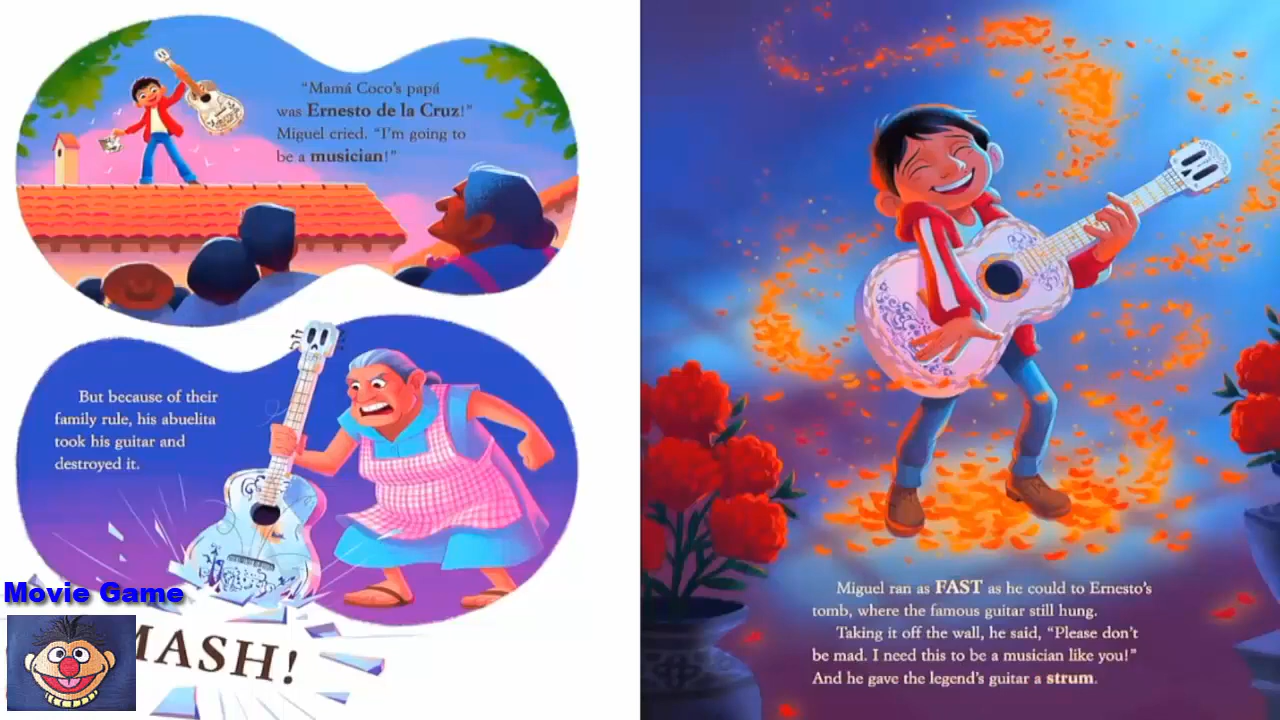 “Mamá Coco’s papá
was Ernesto de la Cruz!”
Miguel cried. “I’m going to
be a musician!”
But because of their
family rule, his abuelita
took his guitar and
destroyed it.
Movie Game
MASH!
Miguel ran as FAST as he could to Ernesto’s
tomb, where the famous guitar still hung.
Taking it off the wall, he said, “Please don’t
be mad. I need this to be a musician like you!”
And he gave the legend’s guitar a strum.